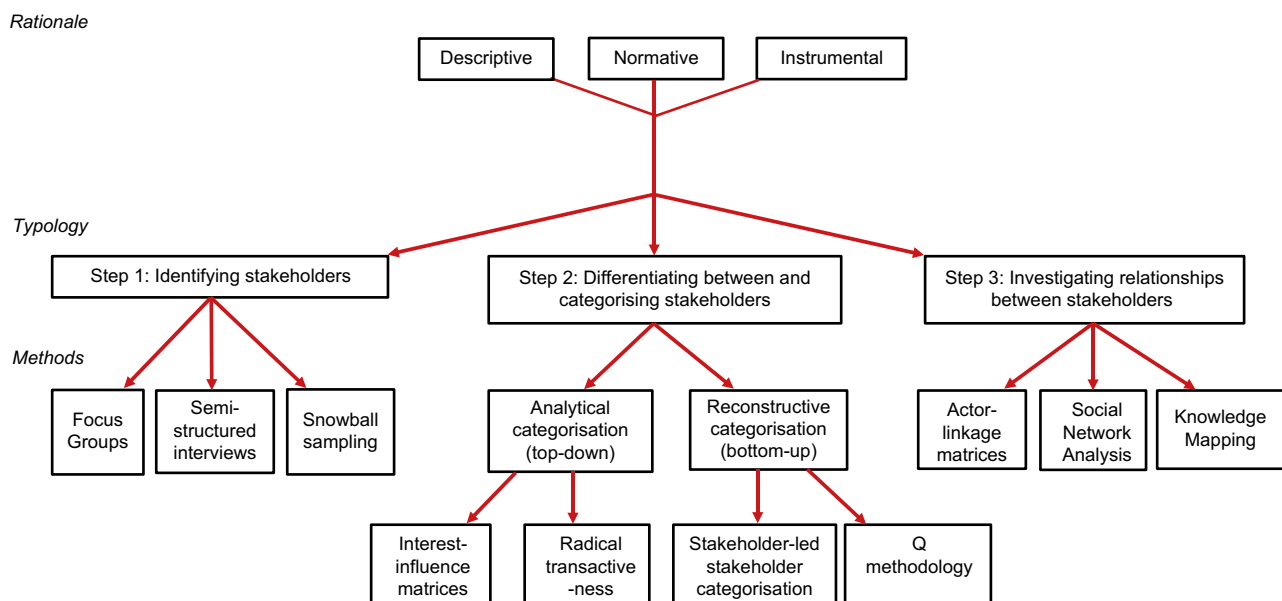 Rationale
Descriptive
Normative
Instrumental
Typology
Step 1: Identifying stakeholders
Step 2: Differentiating between and
categorising stakeholders
Step 3: Investigating relationships
between stakeholders
Methods
Focus
Groups
Semi-
structured
interviews
Snowball
sampling
Analytical
categorisation
(top-down)
Reconstructive
categorisation
(bottom-up)
Actor-
linkage
matrices
Social
Network
Analysis
Knowledge
Mapping
Interest-
influence
matrices
Radical
transactive
-ness
Stakeholder-led
stakeholder
categorisation
Q
methodology